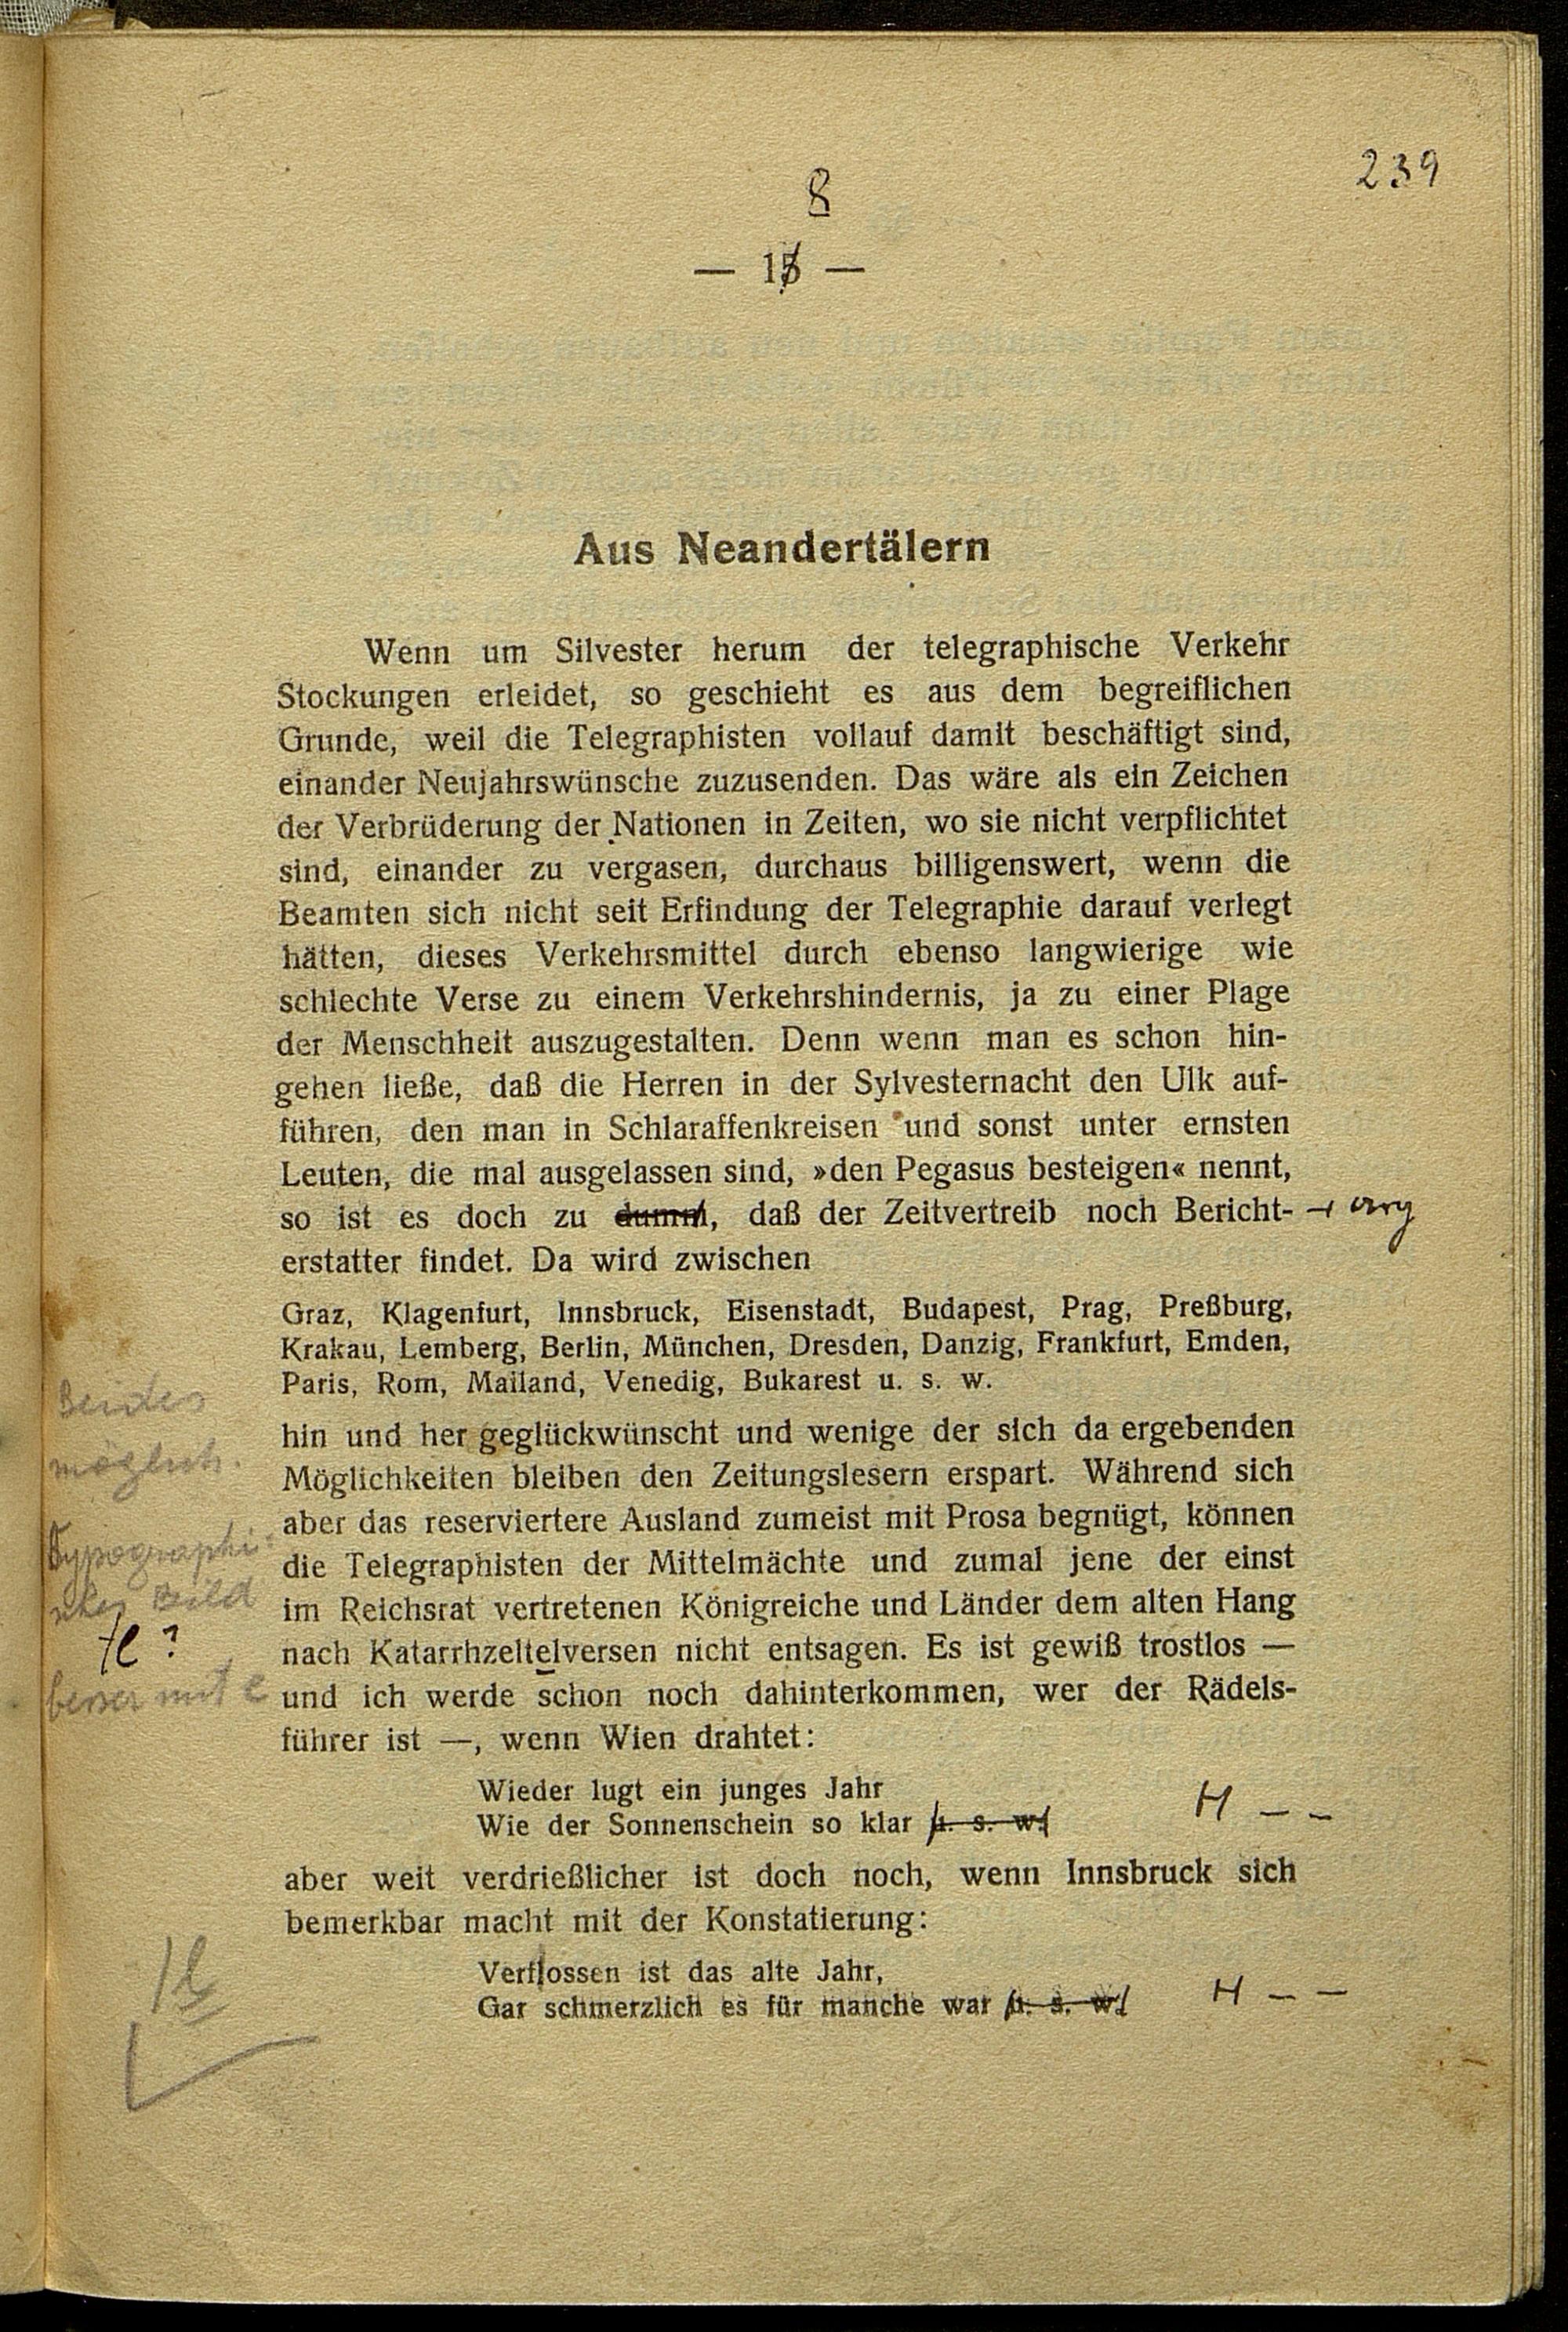 239
8
— 15 —
Aus Neandertälern
Wenn um Silvester herum der telegraphische Verkehr
Stockungen erleidet, so geschieht es aus dem begreiflichen
Grunde, weil die Telegraphisten vollauf damit beschäftigt sind,
einander Neujahrswünsche zuzusenden. Das wäre als ein Zeichen
der Verbrüderung der Nationen in Zeiten, wo sie nicht verpflichtet
sind, einander zu vergasen, durchaus billigenswert, wenn die
Beamten sich nicht seit Erfindung der Telegraphie darauf verlegt
hätten, dieses Verkehrsmittel durch ebenso langwierige wie
schlechte Verse zu einem Verkehrshindernis, ja zu einer Plage
der Menschheit auszugestalten. Denn wenn man es schon hin-
gehen ließe, daß die Herren in der Sylvesternacht den Ulk auf-
führen, den man in Schlaraffenkreisen und sonst unter ernsten
Leuten, die mal ausgelassen sind, »den Pegasus besteigen« nennt,
so ist es doch zu dumm, daß der Zeitvertreib noch Bericht- arg
erstatter findet. Da wird zwischen
Graz, Klagenfurt, Innsbruck, Eisenstadt, Budapest, Prag, Preßburg,
Krakau, Lemberg, Berlin, München, Dresden, Danzig, Frankfurt, Emden,
Paris, Rom, Mailand, Venedig, Bukarest u. s. w.
Beides
hin und her geglückwünscht und wenige der sich da ergebenden
möglich.
Möglichkeiten bleiben den Zeitungslesern erspart. Während sich
aber das reserviertere Ausland zumeist mit Prosa begnügt, können
Typographi-
die Telegraphisten der Mittelmächte und zumal jene der einst
sches Bild
im Reichsrat vertretenen Königreiche und Länder dem alten Hang
e?
nach Katarrhzeltelversen nicht entsagen. Es ist gewiß trostlos —
besser mit e
und ich werde schon noch dahinterkommen, wer der Rädels-
führer ist —, wenn Wien drahtet:
Wieder lugt ein junges Jahr
Wie der Sonnenschein so klar u. s. w. H – –
aber weit verdrießlicher ist doch noch, wenn Innsbruck sich
bemerkbar macht mit der Konstatierung:
Verflossen ist das alte Jahr,
Gar schmerzlich es für manche war u. s. w. H – –